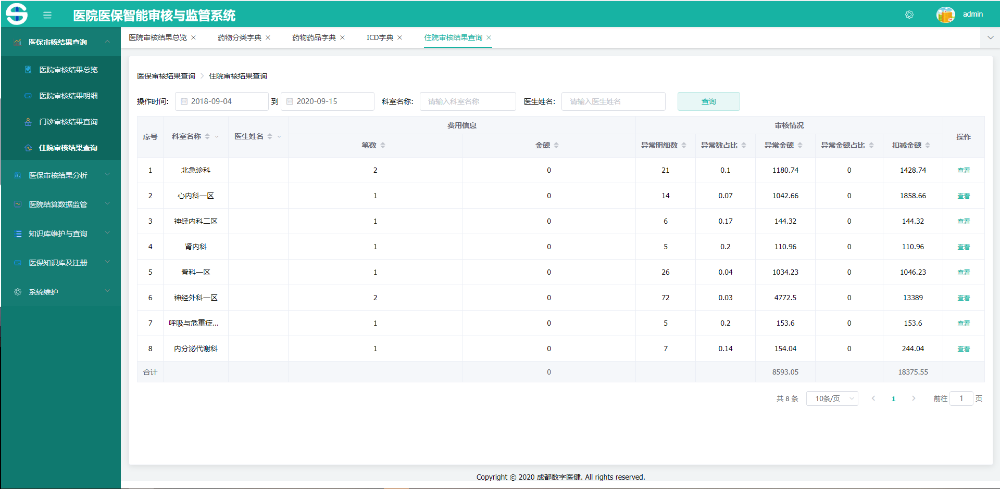 医院医保智能审核与监管系统
admin
医保审核结果查询
医院审核结果总览
医院审核结果明细
门诊审核结果查询
住院审核结果查询
医保审核结果分析
医院结算数据监管
知识库维护与查询
医保知识库及注册
系统维护
医院审核结果总览 药物分类字典 药物药品字典 ICD字典 住院审核结果查询
医保审核结果查询 > 住院审核结果查询
操作时间: 2018-09-04 到 2020-09-15 科室名称: 请输入科室名称 医生姓名: 请输入医生姓名 查询
序号 科室名称 医生姓名 费用信息 审核情况 操作
笔数 金额 异常明细数 异常数占比 异常金额 异常金额占比 扣减金额
1 北急诊科 2 0 21 0.1 1180.74 0 1428.74 查看
2 心内科一区 1 0 14 0.07 1042.66 0 1858.66 查看
3 神经内科二区 1 0 6 0.17 144.32 0 144.32 查看
4 肾内科 1 0 5 0.2 110.96 0 110.96 查看
5 骨科一区 1 0 26 0.04 1034.23 0 1046.23 查看
6 神经外科一区 2 0 72 0.03 4772.5 0 13389 查看
7 呼吸与危重症... 1 0 5 0.2 153.6 0 153.6 查看
8 内分泌代谢科 1 0 7 0.14 154.04 0 244.04 查看
合计 0 8593.05 18375.55
共 8 条 10条/页 1 前往 1 页
Copyright © 2020 成都数字医健. All rights reserved.